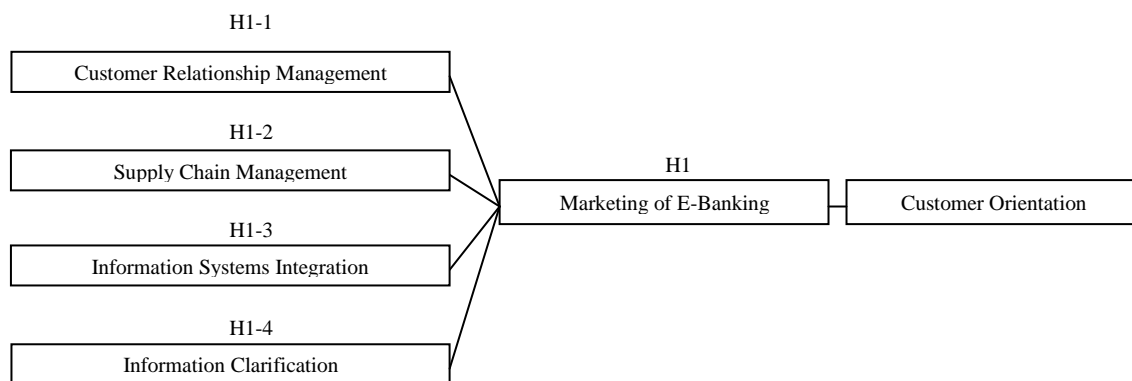 H1-1
Customer Relationship Management
H1-2
Supply Chain Management
H1
Marketing of E-Banking
Customer Orientation
H1-3
Information Systems Integration
H1-4
Information Clarification